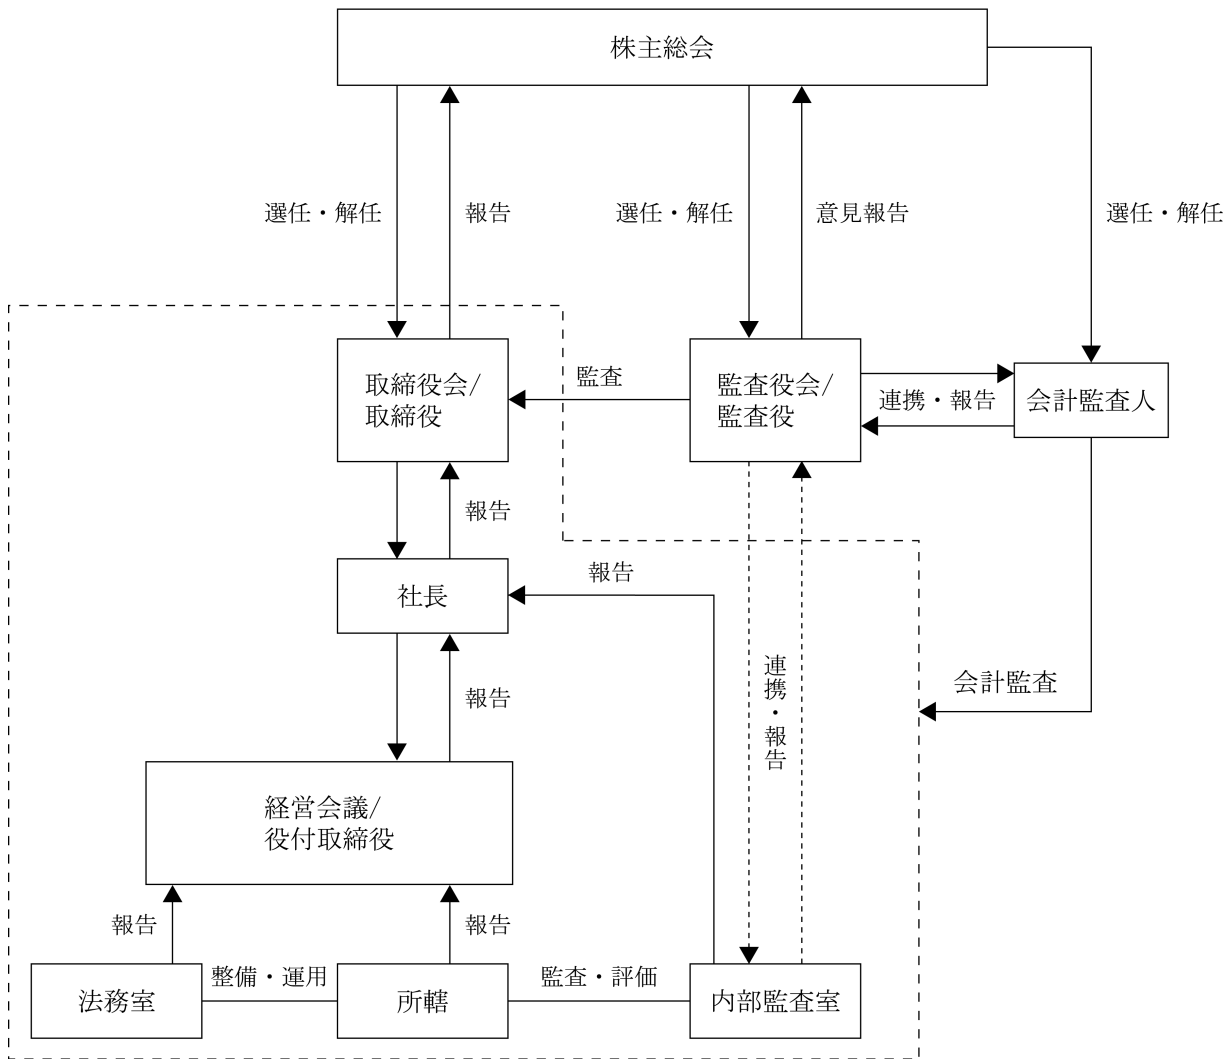 株主総会
選任・解任
報告
選任・解任
意見報告
選任・解任
取締役会/
取締役
監査
監査役会/
監査役
連携・報告
会計監査人
報告
社長
報告
連携・報告
会計監査
報告
経営会議/
役付取締役
報告
報告
法務室
整備・運用
所轄
監査・評価
内部監査室